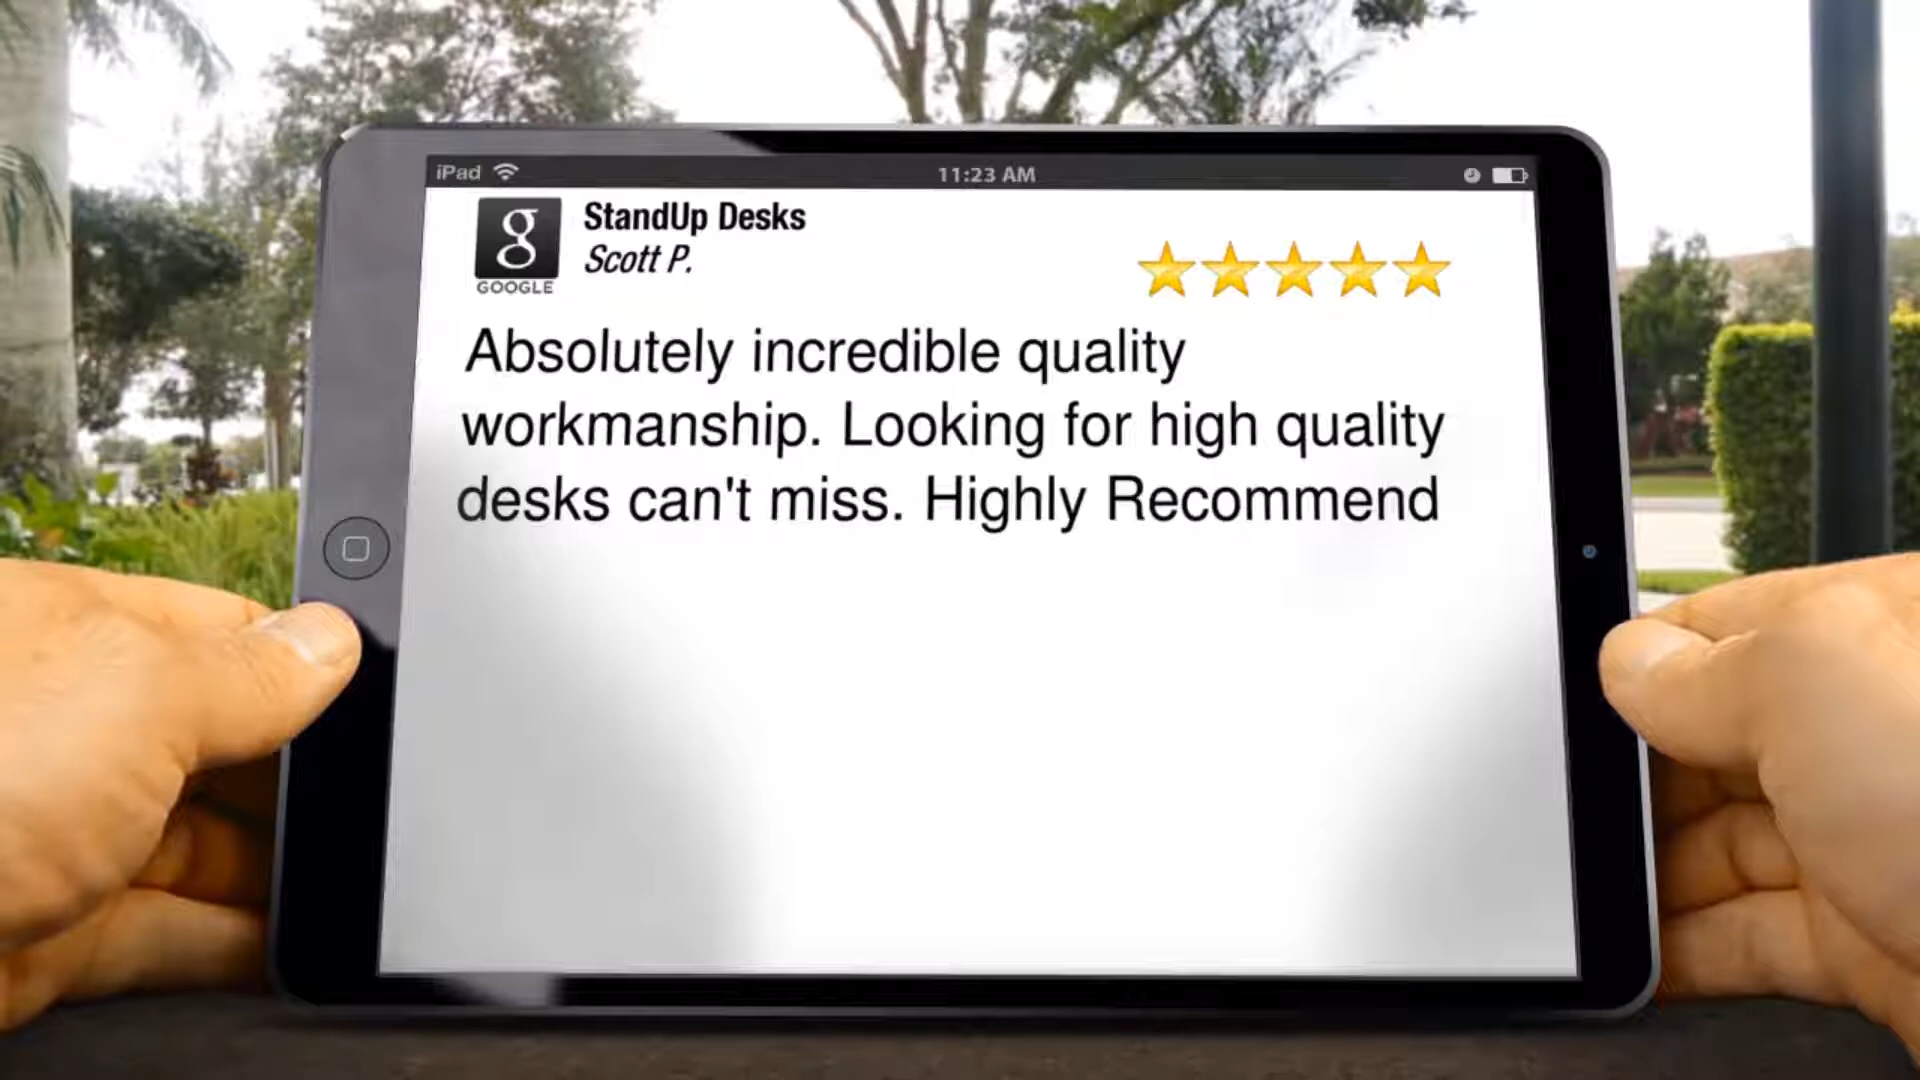 iPad
11:23 AM
g
GOOGLE
StandUp Desks
Scott P.
Absolutely incredible quality
workmanship. Looking for high quality
desks can't miss. Highly Recommend